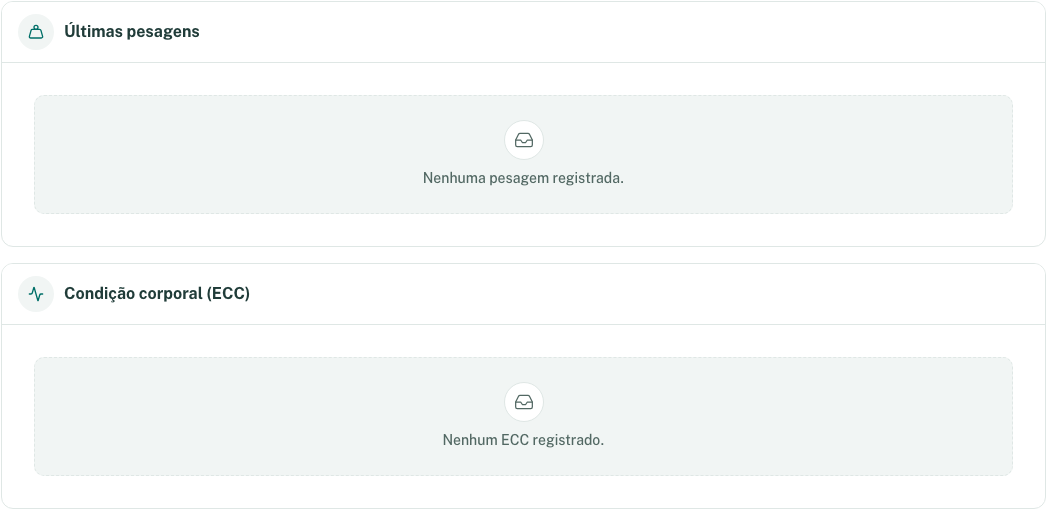 Últimas pesagens
Nenhuma pesagem registrada.
Condição corporal (ECC)
Nenhum ECC registrado.